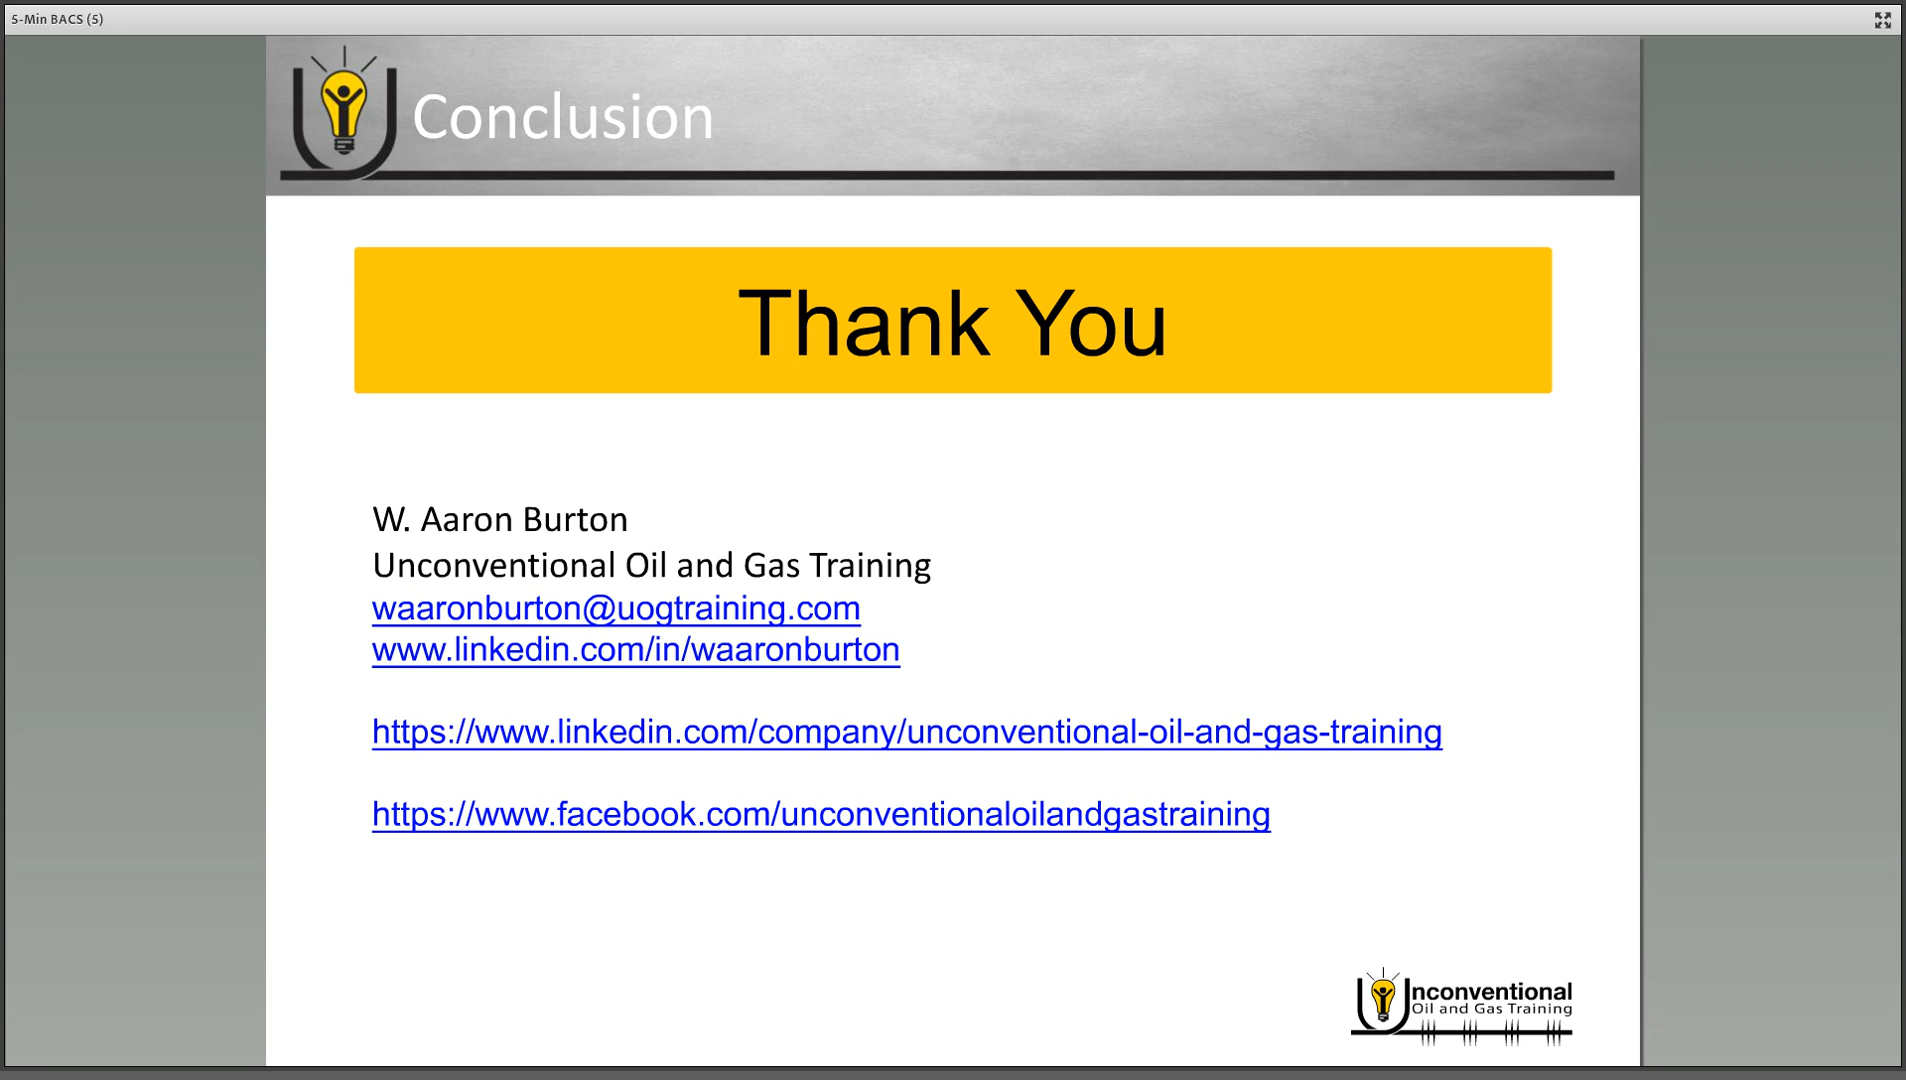 5-Min BACS (5)
Conclusion
Thank You
W. Aaron Burton
Unconventional Oil and Gas Training
waaronburton@uogtraining.com
www.linkedin.com/in/waaronburton
https://www.linkedin.com/company/unconventional-oil-and-gas-training
https://www.facebook.com/unconventionaloilandgastraining
Unconventional
Oil and Gas Training